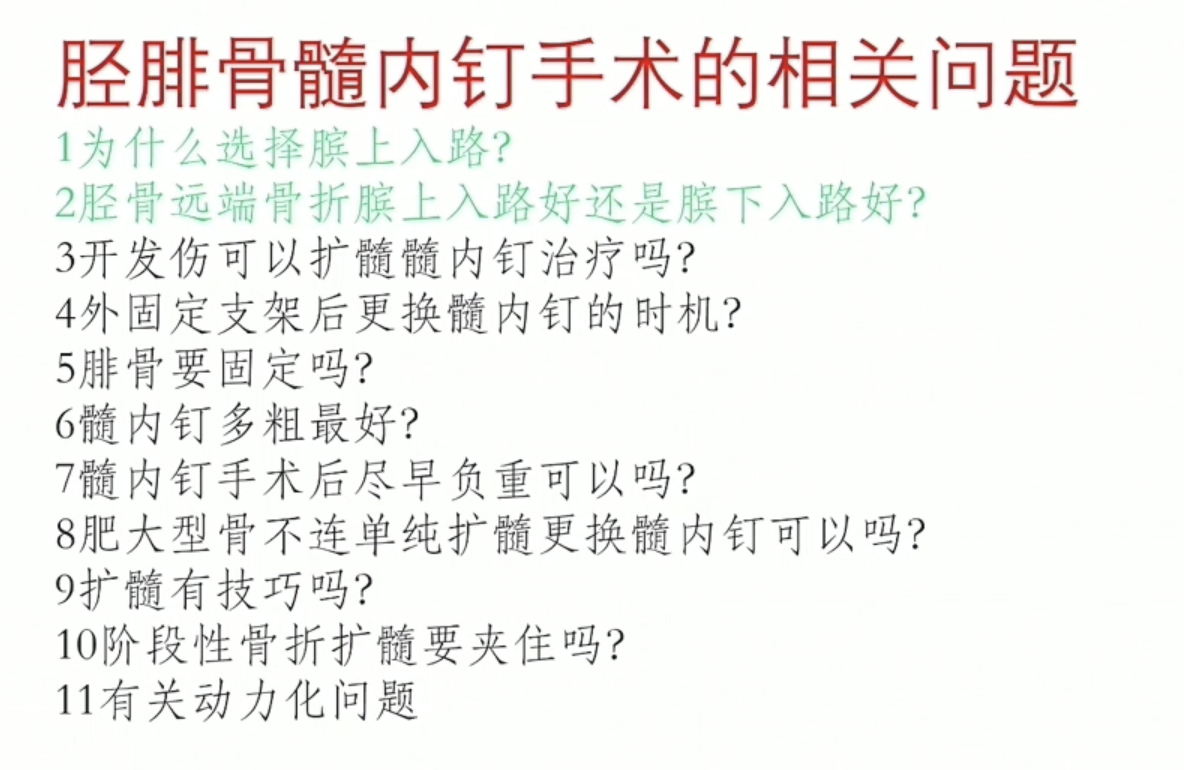 胫腓骨髓内钉手术的相关问题
1为什么选择膑上入路?
2胫骨远端骨折膑上入路好还是膑下入路好?
3开发伤可以扩髓髓内钉治疗吗?
4外固定支架后更换髓内钉的时机?
5腓骨要固定吗?
6髓内钉多粗最好?
7髓内钉手术后尽早负重可以吗?
8肥大型骨不连单纯扩髓更换髓内钉可以吗?
9扩髓有技巧吗?
10阶段性骨折扩髓要夹住吗?
11有关动力化问题